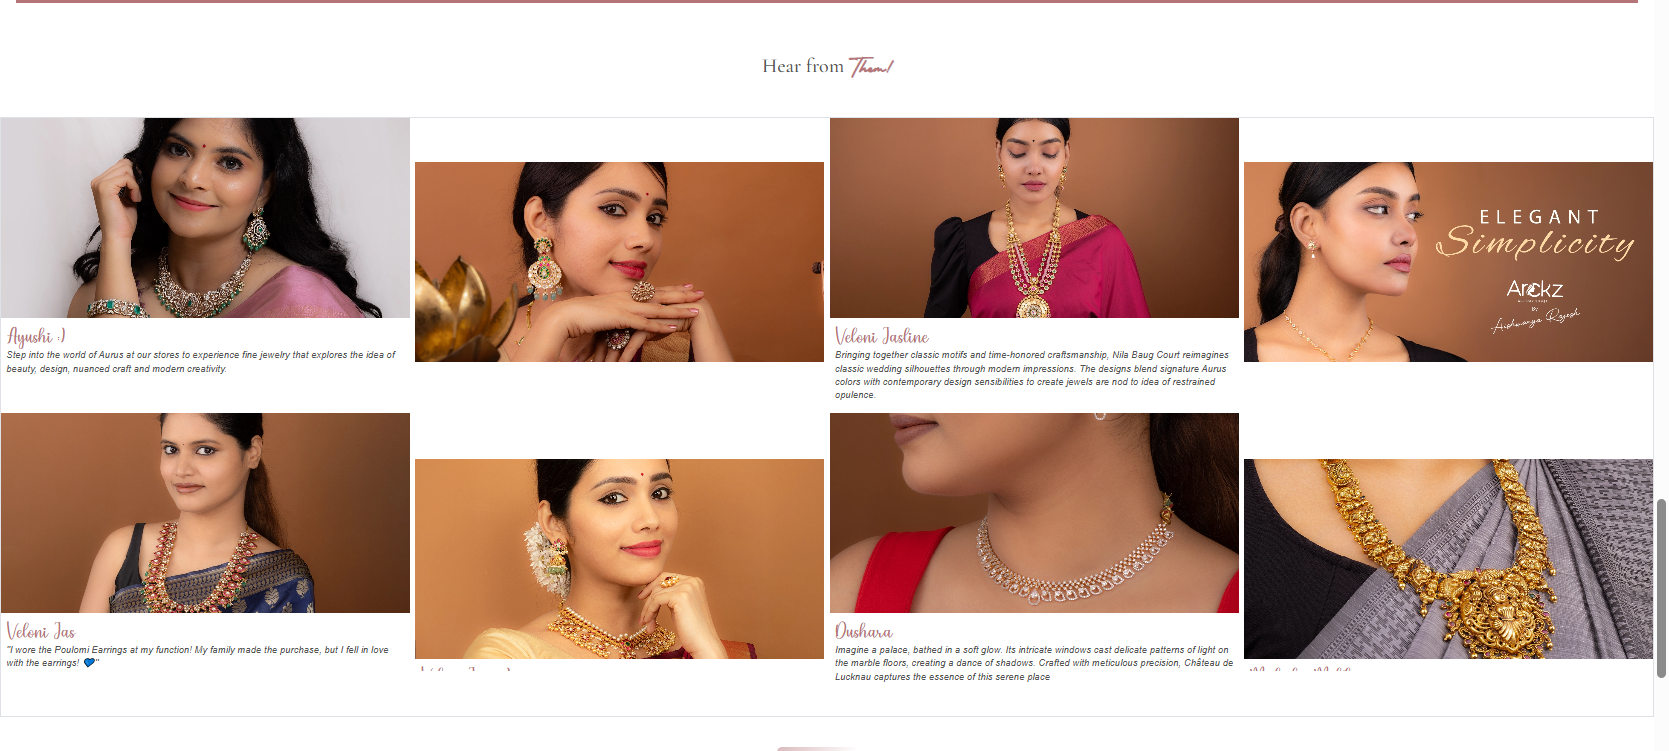 Hear from Them!
ELEGANT
Simplicity
Arckz
By
Aishwarya Rajesh
Ayushi :)
Step into the world of Aurus at our stores to experience fine jewelry that explores the idea of
beauty, design, nuanced craft and modern creativity.
Veloni Jasline
Bringing together classic motifs and time-honored craftsmanship, Nila Baug Court reimagines
classic wedding silhouettes through modern impressions. The designs blend signature Aurus
colors with contemporary design sensibilities to create jewels are nod to idea of restrained
opulence.
Veloni Jas
"I wore the Poulomi Earrings at my function! My family made the purchase, but I fell in love
with the earrings! 💙"
Dushara
Imagine a palace, bathed in a soft glow. Its intricate windows cast delicate patterns of light on
the marble floors, creating a dance of shadows. Crafted with meticulous precision, Château de
Lucknau captures the essence of this serene place